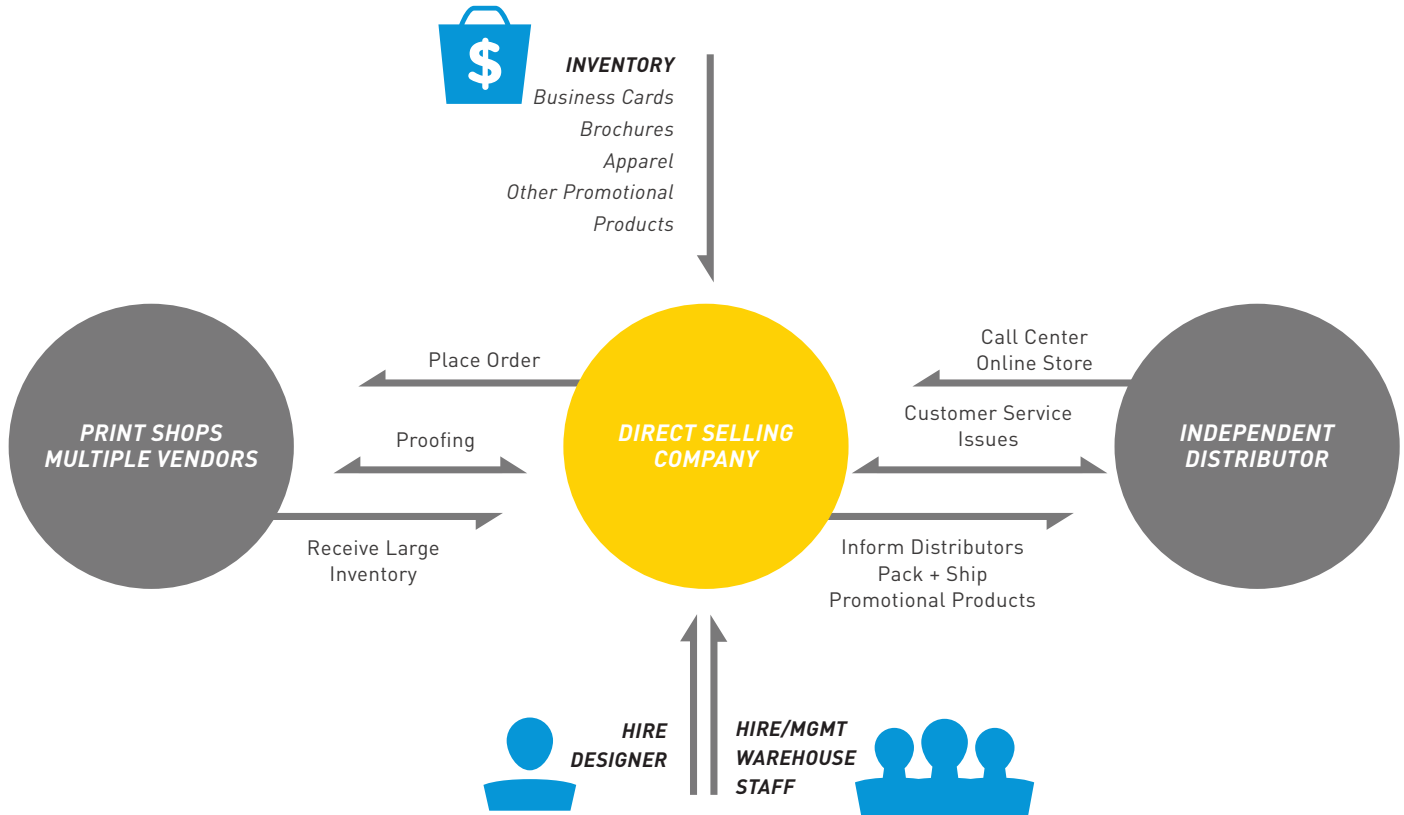 $
INVENTORY
Business Cards
Brochures
Apparel
Other Promotional
Products
Place Order
Proofing
Receive Large
Inventory
PRINT SHOPS
MULTIPLE VENDORS
DIRECT SELLING
COMPANY
Call Center
Online Store
Customer Service
Issues
Inform Distributors
Pack + Ship
Promotional Products
INDEPENDENT
DISTRIBUTOR
HIRE
DESIGNER
HIRE/MGMT
WAREHOUSE
STAFF